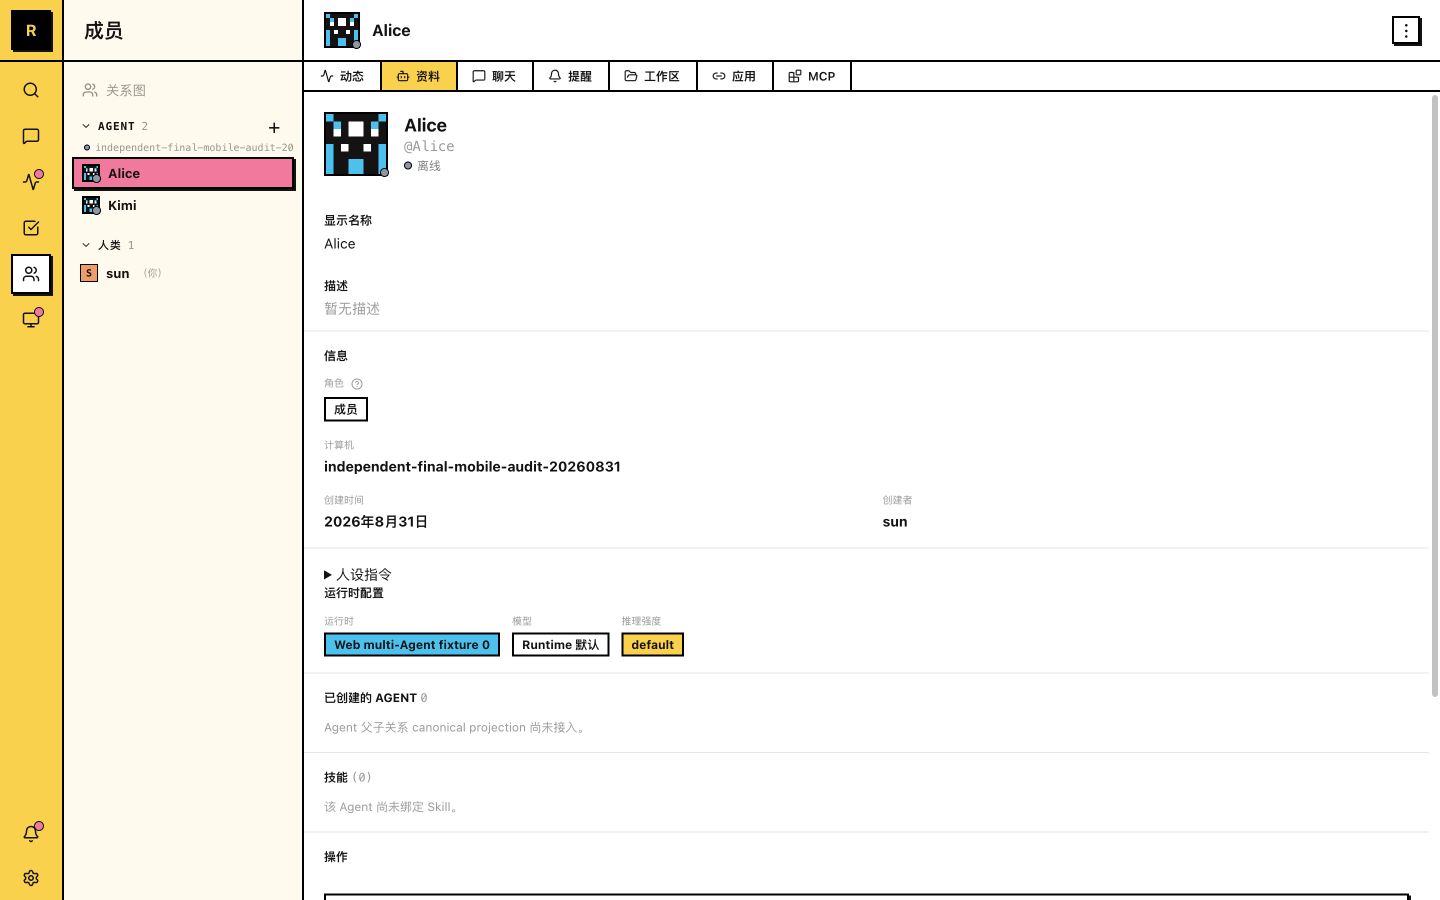 R
成员
Alice
动态
资料
聊天
提醒
工作区
应用
MCP
关系图
AGENT 2
independent-final-mobile-audit-20
Alice
Kimi
人类 1
S sun (你)
Alice
@Alice
离线
显示名称
Alice
描述
暂无描述
信息
角色
成员
计算机
independent-final-mobile-audit-20260831
创建时间
创建者
2026年8月31日
sun
人设指令
运行时配置
运行时
模型
推理强度
Web multi-Agent fixture 0
Runtime 默认
default
已创建的 AGENT 0
Agent 父子关系 canonical projection 尚未接入。
技能 (0)
该 Agent 尚未绑定 Skill。
操作